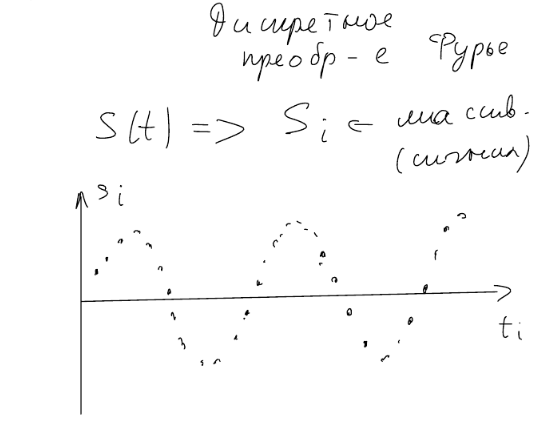 Дискретное
преобр-е Фурье
S(t) => Si ← массив.
(сигнал)
si
ti